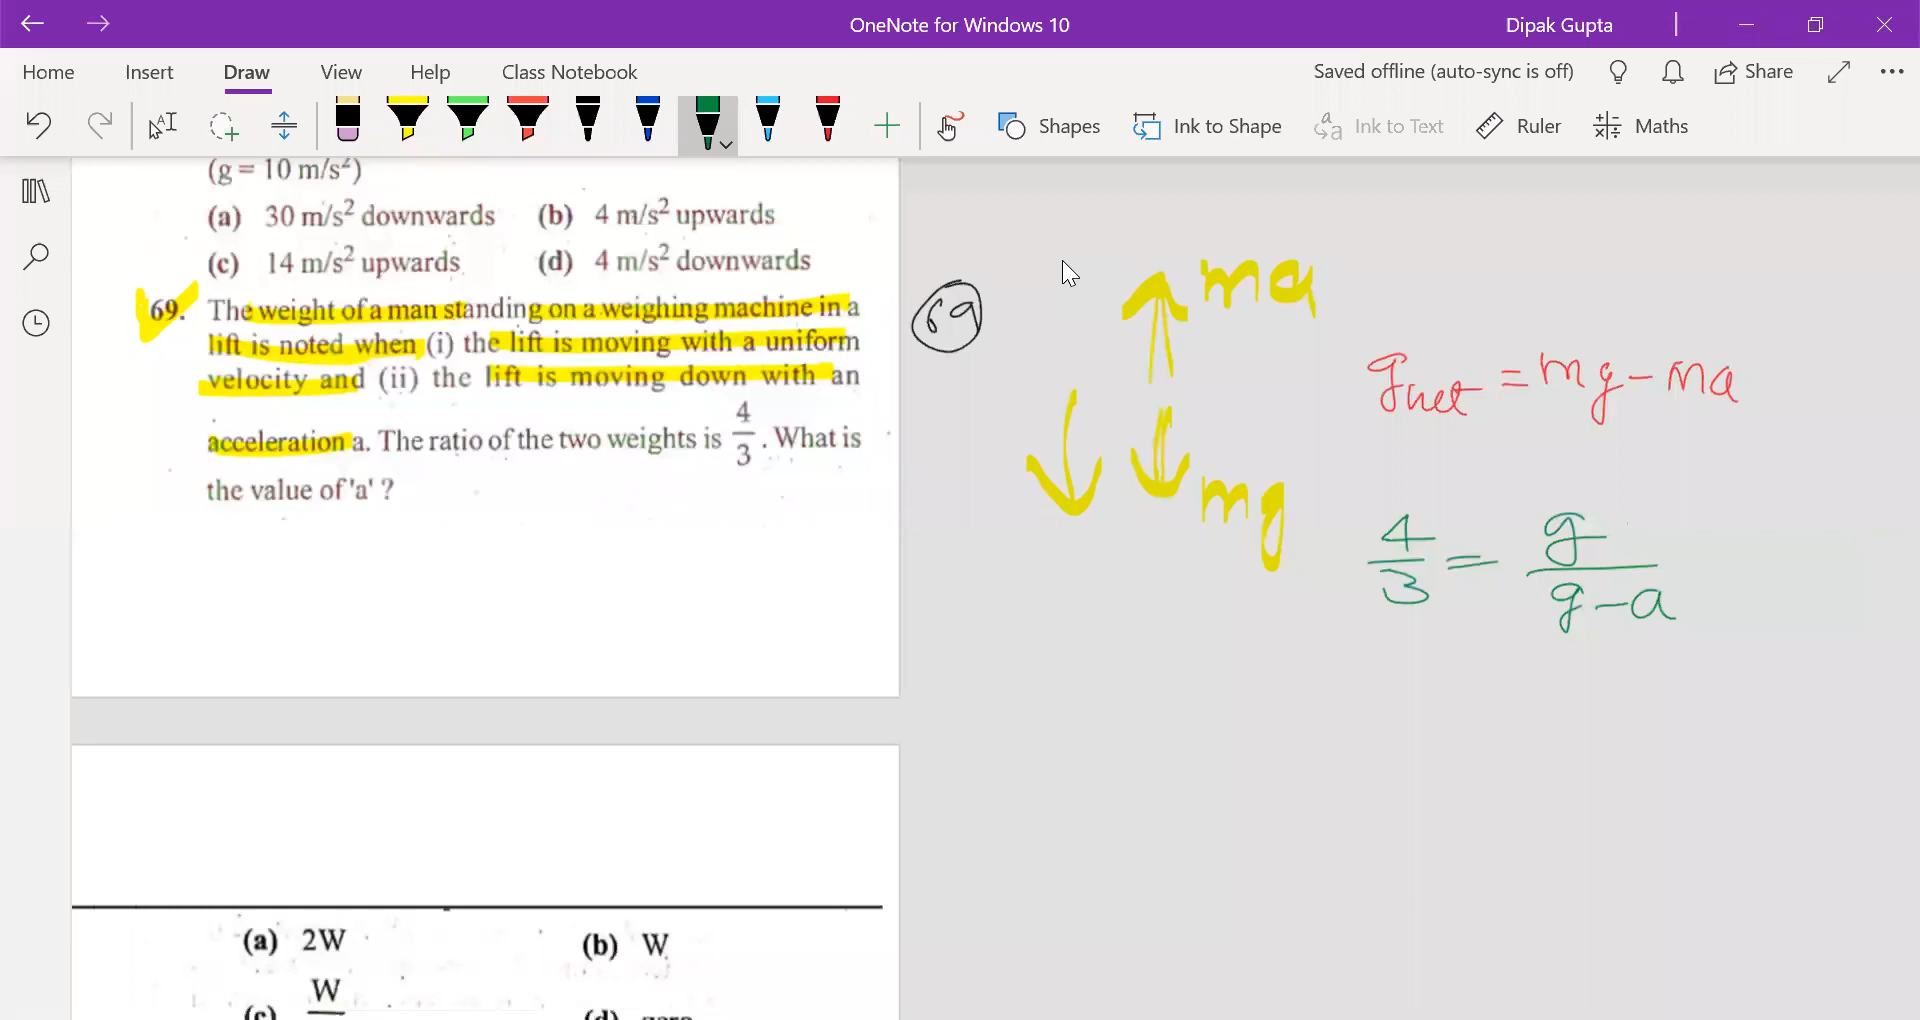 OneNote for Windows 10
Dipak Gupta
Home Insert Draw View Help Class Notebook
Saved offline (auto-sync is off) Share
Shapes Ink to Shape Ink to Text Ruler Maths
(g = 10 m/s²)
(a) 30 m/s² downwards (b) 4 m/s² upwards
(c) 14 m/s² upwards (d) 4 m/s² downwards
69. The weight of a man standing on a weighing machine in a
lift is noted when (i) the lift is moving with a uniform
velocity and (ii) the lift is moving down with an
acceleration a. The ratio of the two weights is 4/3. What is
the value of 'a' ?
69
ma
mg
gnet = mg - ma
4/3 = g/g-a
(a) 2W (b) W
(c) W
(d) zero